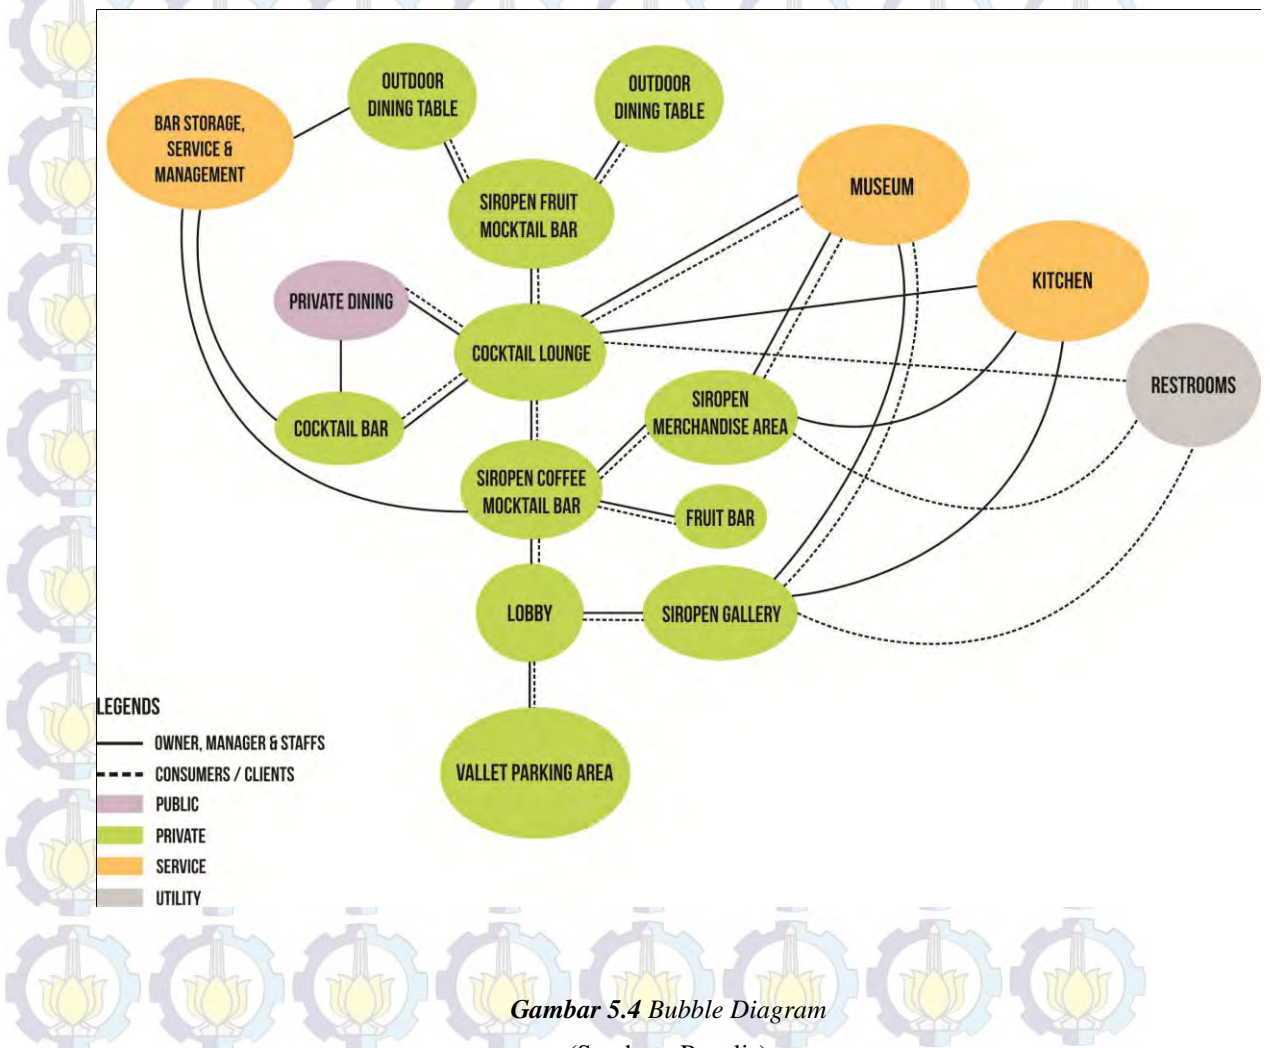 OUTDOOR
DINING TABLE
OUTDOOR
DINING TABLE
BAR STORAGE,
SERVICE &
MANAGEMENT
SIROPEN FRUIT
MOCKTAIL BAR
MUSEUM
KITCHEN
PRIVATE DINING
COCKTAIL LOUNGE
RESTROOMS
SIROPEN
MERCHANDISE AREA
COCKTAIL BAR
SIROPEN COFFEE
MOCKTAIL BAR
FRUIT BAR
LOBBY
SIROPEN GALLERY
VALLET PARKING AREA
LEGENDS
OWNER, MANAGER & STAFFS
CONSUMERS / CLIENTS
PUBLIC
PRIVATE
SERVICE
UTILITY
Gambar 5.4 Bubble Diagram